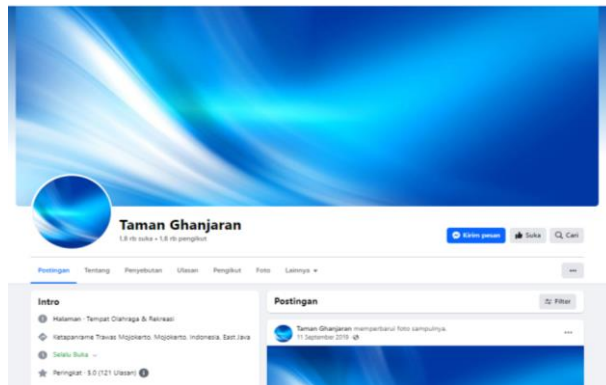 Taman Ghanjaran
1,8 rb suka • 1,8 rb pengikut
Kirim pesan
Suka
Cari
Postingan Tentang Penyebutan Ulasan Pengikut Foto Lainnya
Intro
Halaman · Tempat Olahraga & Rekreasi
Ketapanrame Trawas Mojokerto, Mojokerto, Indonesia, East Java
Selalu Buka
Peringkat · 5,0 (121 Ulasan)
Postingan
Filter
Taman Ghanjaran memperbarui foto sampulnya.
11 September 2019